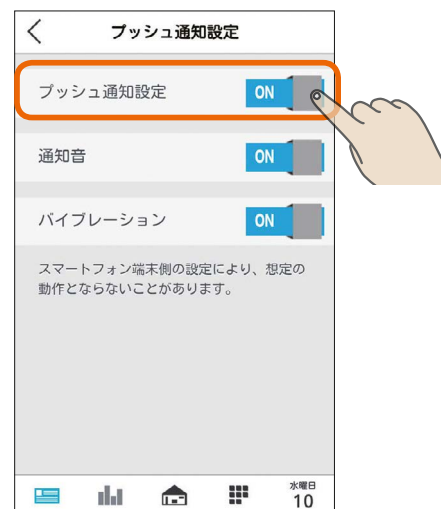 プッシュ通知設定
プッシュ通知設定 ON
通知音 ON
バイブレーション ON
スマートフォン端末側の設定により、想定の
動作とならないことがあります。
水曜日
10